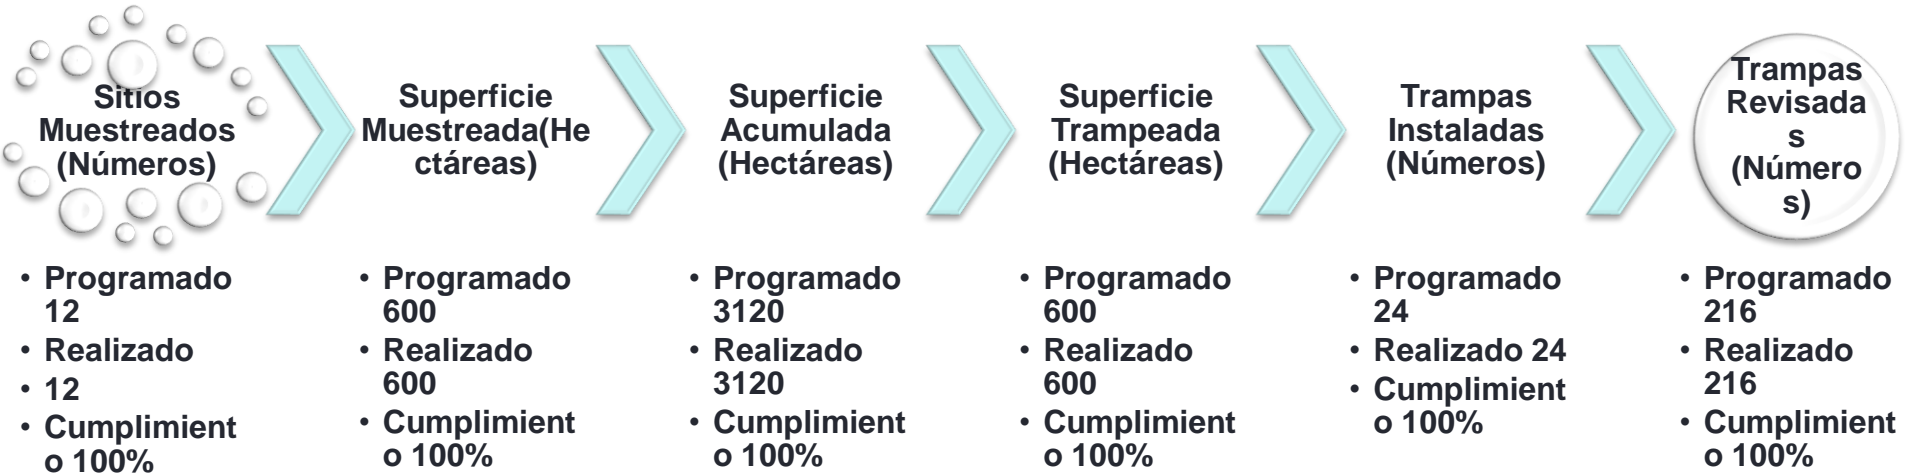 Sitios
Muestreados
(Números)
• Programado
12
• Realizado
• 12
• Cumplimient
o 100%
Superficie
Muestreada(He
ctáreas)
• Programado
600
• Realizado
600
• Cumplimient
o 100%
Superficie
Acumulada
(Hectáreas)
• Programado
3120
• Realizado
3120
• Cumplimient
o 100%
Superficie
Trampeada
(Hectáreas)
• Programado
600
• Realizado
600
• Cumplimient
o 100%
Trampas
Instaladas
(Números)
• Programado
24
• Realizado 24
• Cumplimient
o 100%
Trampas
Revisada
s
(Número
s)
• Programado
216
• Realizado
216
• Cumplimient
o 100%